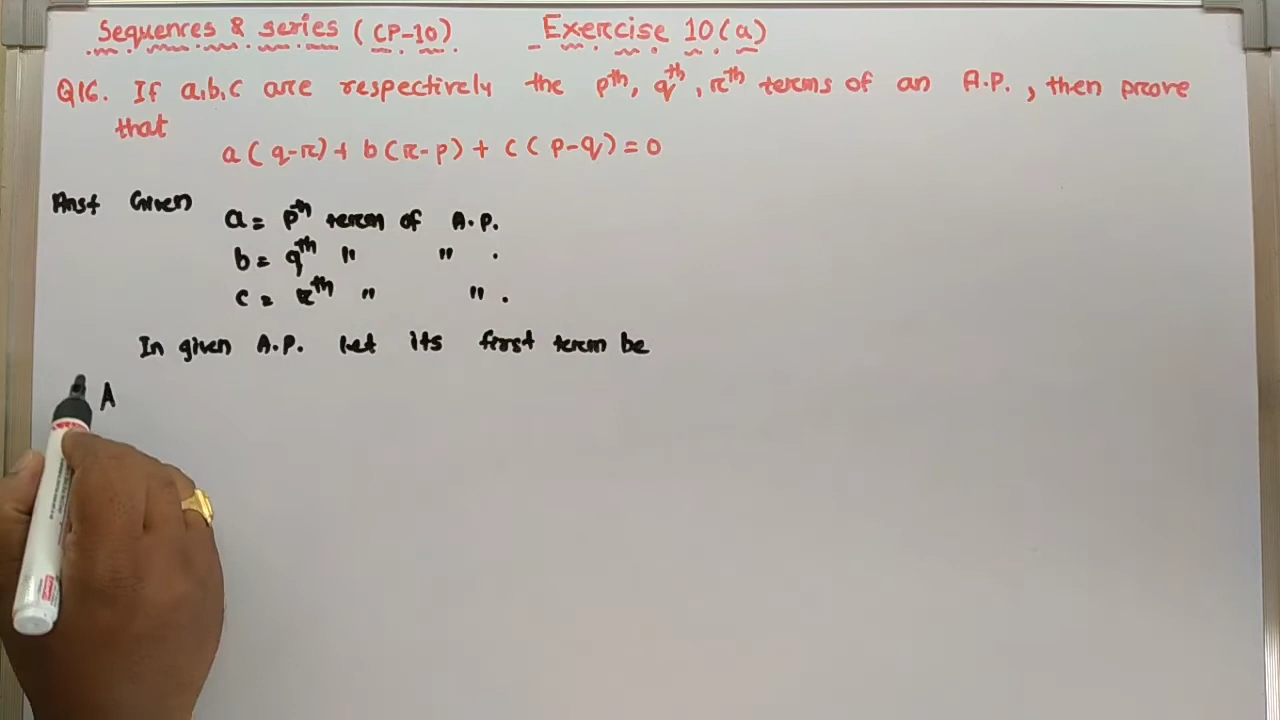 Sequences & series (CP-10) Exercise 10(a)
Q16. If a,b,c are respectively the pth, qth, rth terms of an A.P., then prove
that
a(q-r)+ b(r-p)+ c(p-q)=0
Ans: Given
a= pth term of A.P.
b= qth " " .
c= rth " " .
In given A.P. let its first term be
A